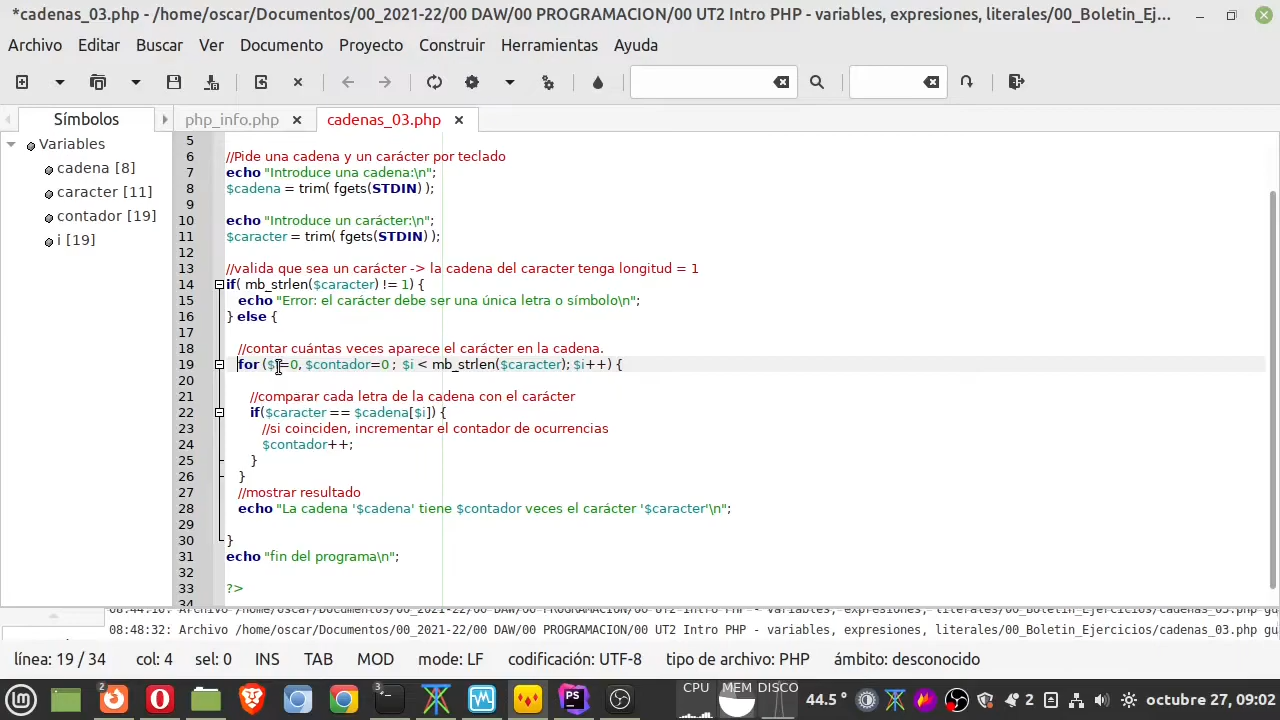 *cadenas_03.php - /home/oscar/Documentos/00_2021-22/00 DAW/00 PROGRAMACION/00 UT2 Intro PHP - variables, expresiones, literales/00_Boletin_Ej...
Archivo Editar Buscar Ver Documento Proyecto Construir Herramientas Ayuda
Símbolos php_info.php cadenas_03.php
Variables
cadena [8]
caracter [11]
contador [19]
i [19]
5
6 //Pide una cadena y un carácter por teclado
7 echo "Introduce una cadena:\n";
8 $cadena = trim( fgets(STDIN) );
9
10 echo "Introduce un carácter:\n";
11 $caracter = trim( fgets(STDIN) );
12
13 //valida que sea un carácter -> la cadena del caracter tenga longitud = 1
14 if( mb_strlen($caracter) != 1) {
15 echo "Error: el carácter debe ser una única letra o símbolo\n";
16 } else {
17
18 //contar cuántas veces aparece el carácter en la cadena.
19 for ($i=0, $contador=0 ; $i < mb_strlen($caracter); $i++) {
20
21 //comparar cada letra de la cadena con el carácter
22 if($caracter == $cadena[$i]) {
23 //si coinciden, incrementar el contador de ocurrencias
24 $contador++;
25 }
26 }
27 //mostrar resultado
28 echo "La cadena '$cadena' tiene $contador veces el carácter '$caracter'\n";
29
30 }
31 echo "fin del programa\n";
32
33 ?>
34
08:48:32: Archivo /home/oscar/Documentos/00_2021-22/00 DAW/00 PROGRAMACION/00 UT2 Intro PHP - variables, expresiones, literales/00_Boletin_Ejercicios/cadenas_03.php gu
línea: 19 / 34 col: 4 sel: 0 INS TAB MOD mode: LF codificación: UTF-8 tipo de archivo: PHP ámbito: desconocido
2 3 PS CPU MEM DISCO 44.5 ° 2 octubre 27, 09:02